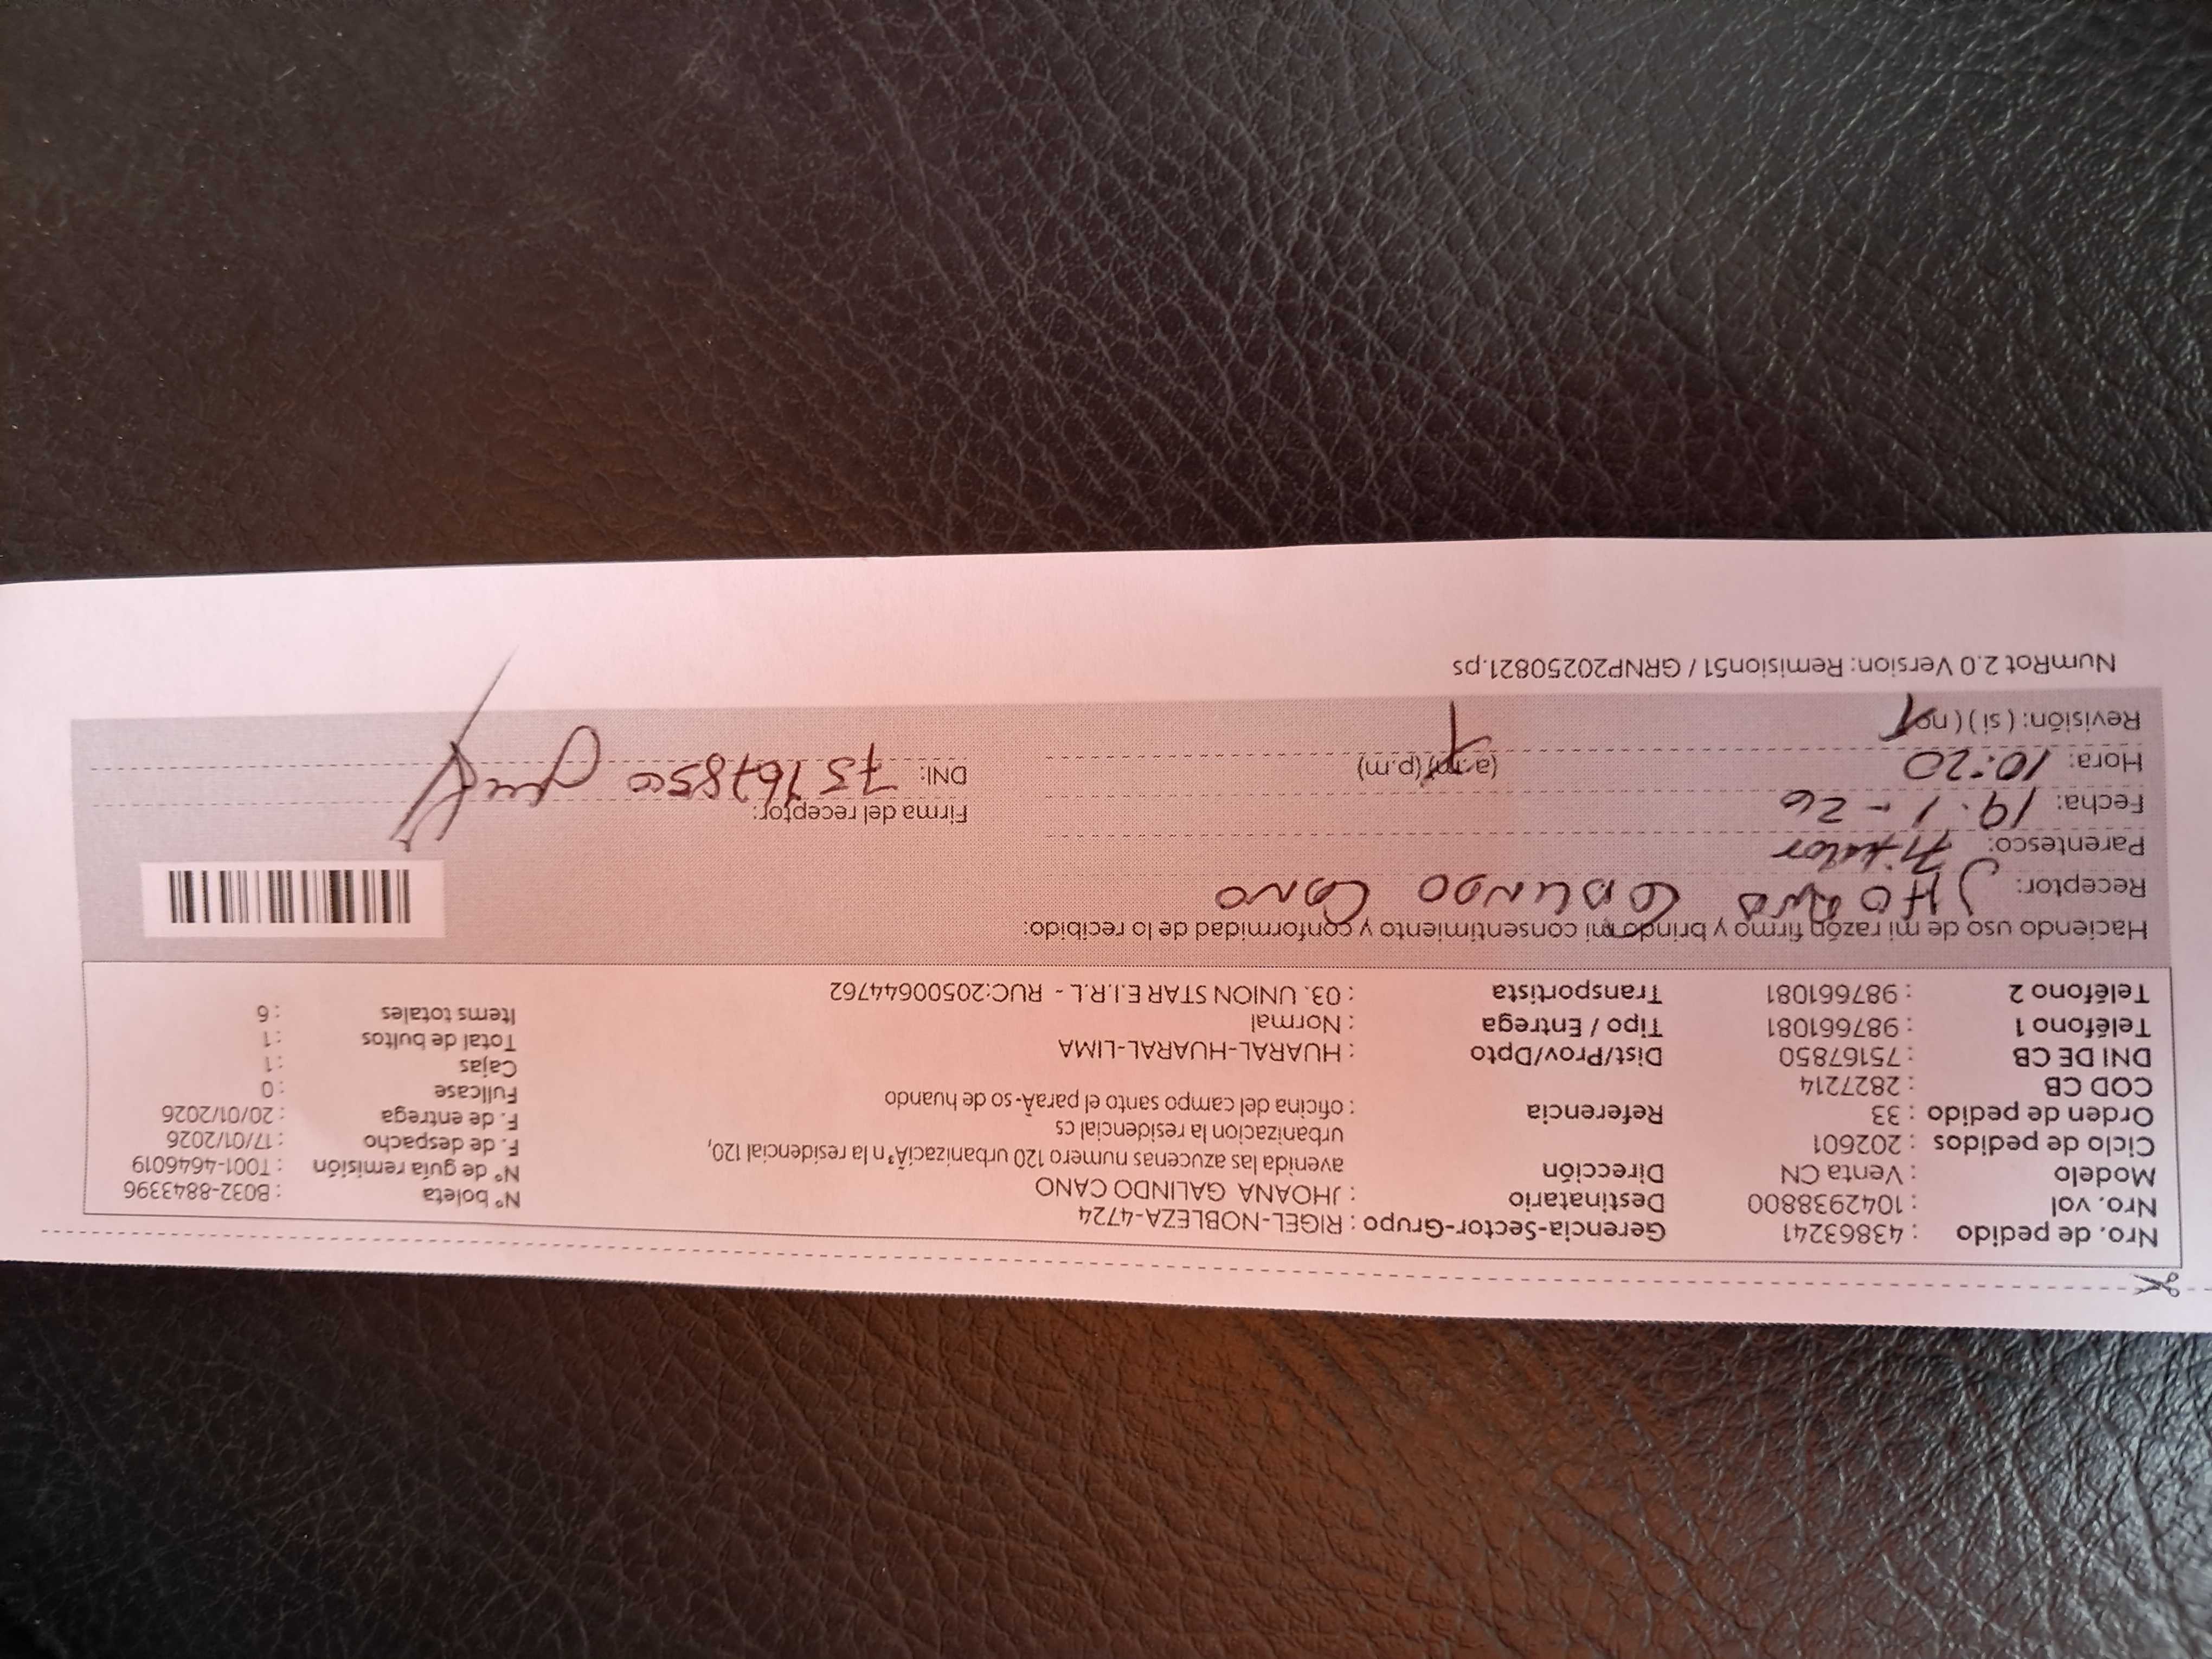 Nro. de pedido : 43863241 Gerencia-Sector-Grupo : RIGEL-NOBLEZA-4724
Nro. vol : 1042938800 Destinatario : JHOANA GALINDO CANO Nº boleta : B032-8843396
Modelo : Venta CN Dirección avenida las azucenas numero 120 urbanizaciÃ³n la residencial 120, Nº de guía remisión : T001-4646019
Ciclo de pedidos : 202601 urbanizacion la residencial cs F. de despacho : 17/01/2026
Orden de pedido : 33 Referencia : oficina del campo santo el paraÃ-so de huando F. de entrega : 20/01/2026
COD CB : 2827214 Fullcase : 0
DNI DE CB : 75167850 Dist/Prov/Dpto : HUARAL-HUARAL-LIMA Cajas : 1
Teléfono 1 : 987661081 Tipo / Entrega : Normal Total de bultos : 1
Teléfono 2 : 987661081 Transportista : 03. UNION STAR E.I.R.L - RUC:20500644762 Items totales : 6
Haciendo uso de mi razón firmo y brindo mi consentimiento y conformidad de lo recibido:
Receptor: JHOANA GALINDO CANO
Parentesco: Titular
Fecha: 19-1-26 Firma del receptor:
Hora: 10:20 (a.m) (p.m) DNI:
Revisión: ( si ) ( no
NumRot 2.0 Version: Remision51 / GRNP20250821.ps